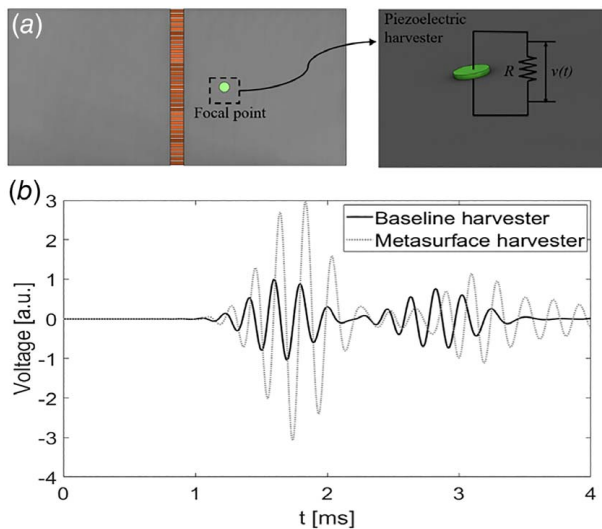 (a)
Focal point
Piezoelectric
harvester
R
v(t)
(b)
Baseline harvester
Metasurface harvester
Voltage [a.u.]
3
2
1
0
-1
-2
-3
-4
0
1
2
3
4
t [ms]